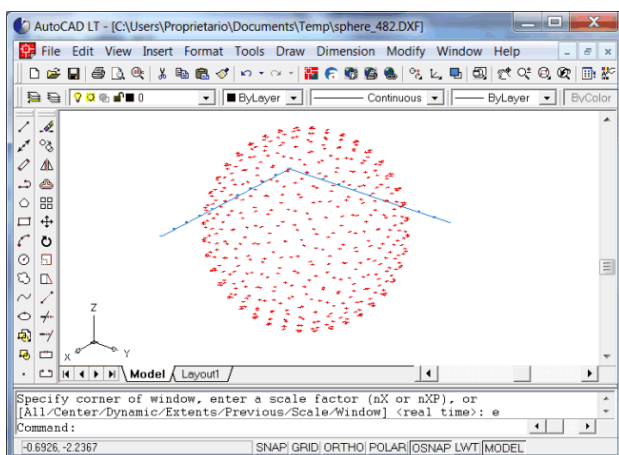 AutoCAD LT - [C:\Users\Proprietario\Documents\Temp\sphere_482.DXF]
File Edit View Insert Format Tools Draw Dimension Modify Window Help
0 ByLayer Continuous ByLayer ByColor
Z
X Y
Model Layout1
Specify corner of window, enter a scale factor (nX or nXP), or
[All/Center/Dynamic/Extents/Previous/Scale/Window] <real time>: e
Command:
-0.6926, -2.2367 SNAP GRID ORTHO POLAR OSNAP LWT MODEL